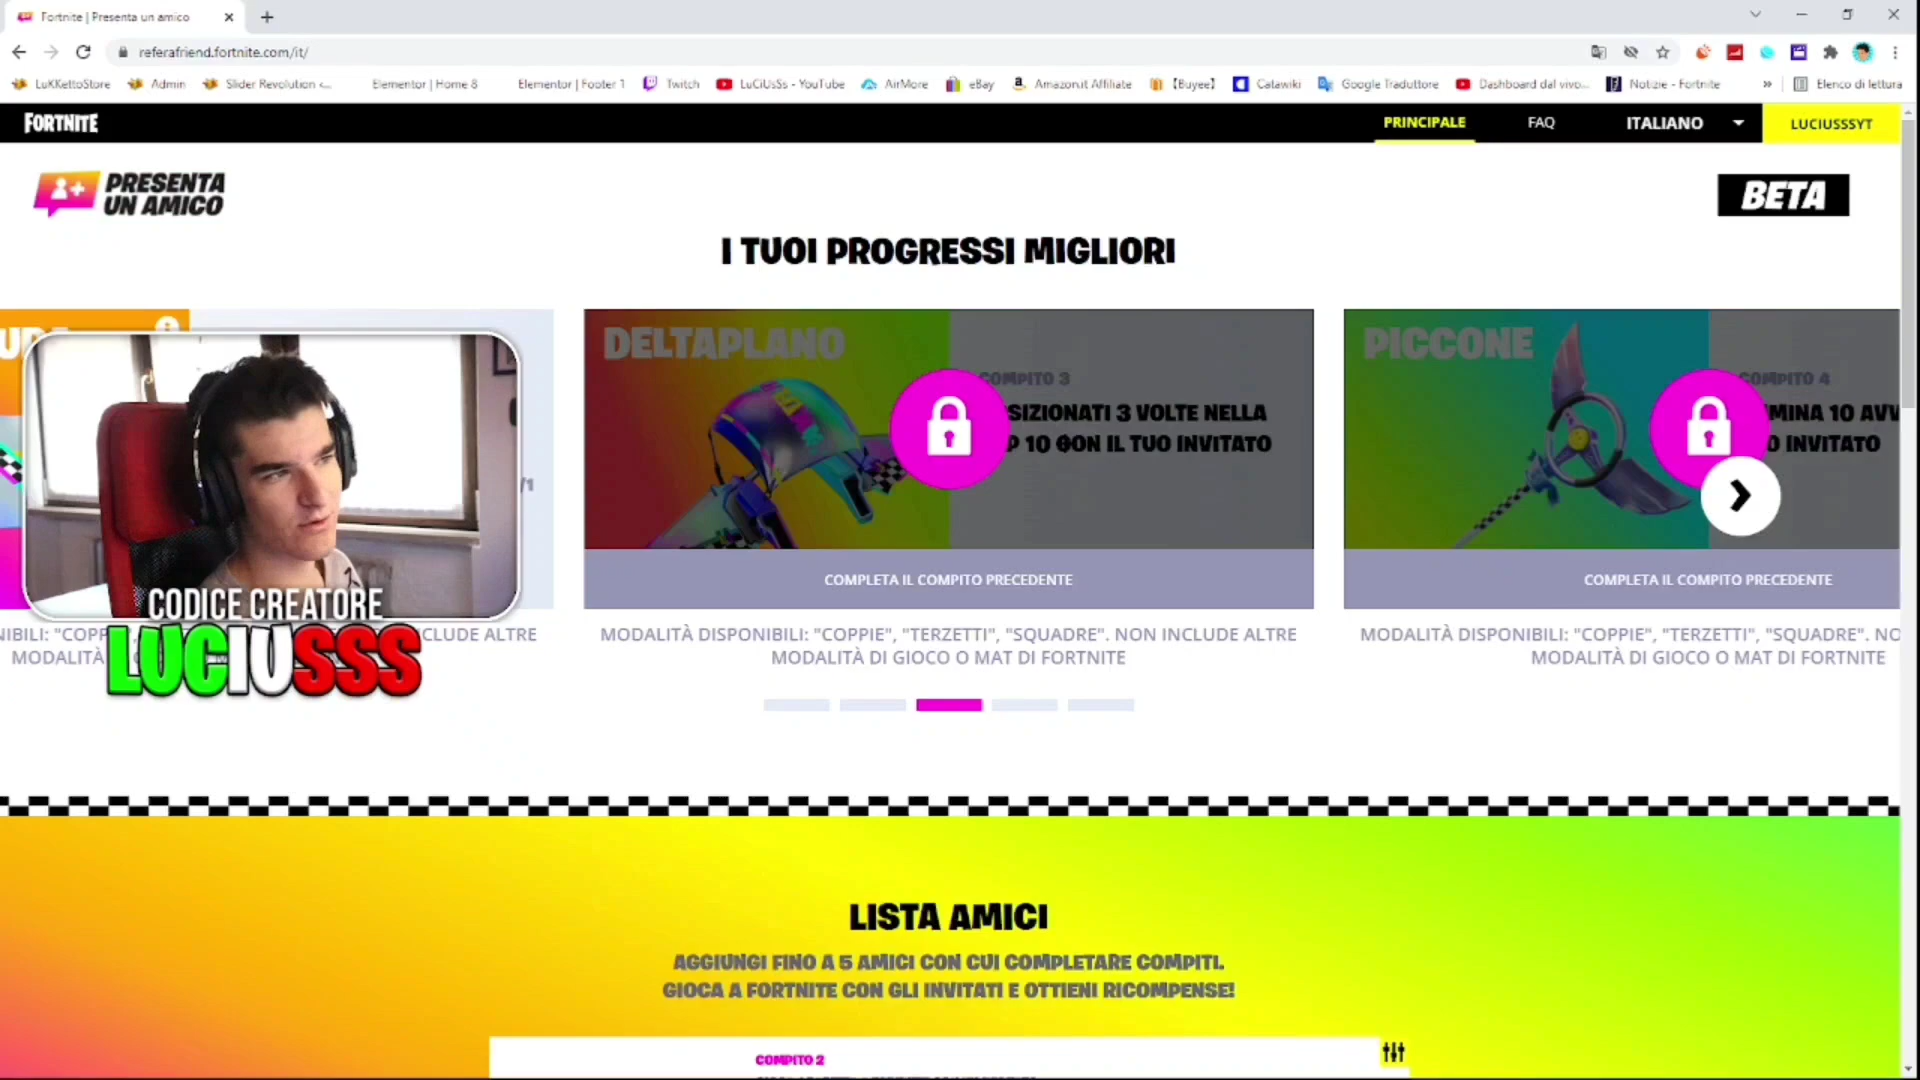 Fortnite | Presenta un amico
referafriend.fortnite.com/it/
LuKKettoStore Admin Slider Revolution <... Elementor | Home 8 Elementor | Footer 1 Twitch LuCiUsSs - YouTube AirMore eBay Amazon.it Affiliate 【Buyee】 Catawiki Google Traduttore Dashboard dal vivo... Notizie - Fortnite » Elenco di lettura
FORTNITE PRINCIPALE FAQ ITALIANO LUCIUSSSYT
PRESENTA
UN AMICO
BETA
I TUOI PROGRESSI MIGLIORI
/1
DELTAPLANO
COMPITO 3
SIZIONATI 3 VOLTE NELLA
P 10 CON IL TUO INVITATO
COMPLETA IL COMPITO PRECEDENTE
PICCONE
COMPITO 4
MINA 10 AVV
O INVITATO
COMPLETA IL COMPITO PRECEDENTE
CODICE CREATORE
LUCIUSSS
NIBILI: "COPP CLUDE ALTRE
MODALITÀ
MODALITÀ DISPONIBILI: "COPPIE", "TERZETTI", "SQUADRE". NON INCLUDE ALTRE
MODALITÀ DI GIOCO O MAT DI FORTNITE
MODALITÀ DISPONIBILI: "COPPIE", "TERZETTI", "SQUADRE". NO
MODALITÀ DI GIOCO O MAT DI FORTNITE
LISTA AMICI
AGGIUNGI FINO A 5 AMICI CON CUI COMPLETARE COMPITI.
GIOCA A FORTNITE CON GLI INVITATI E OTTIENI RICOMPENSE!
COMPITO 2